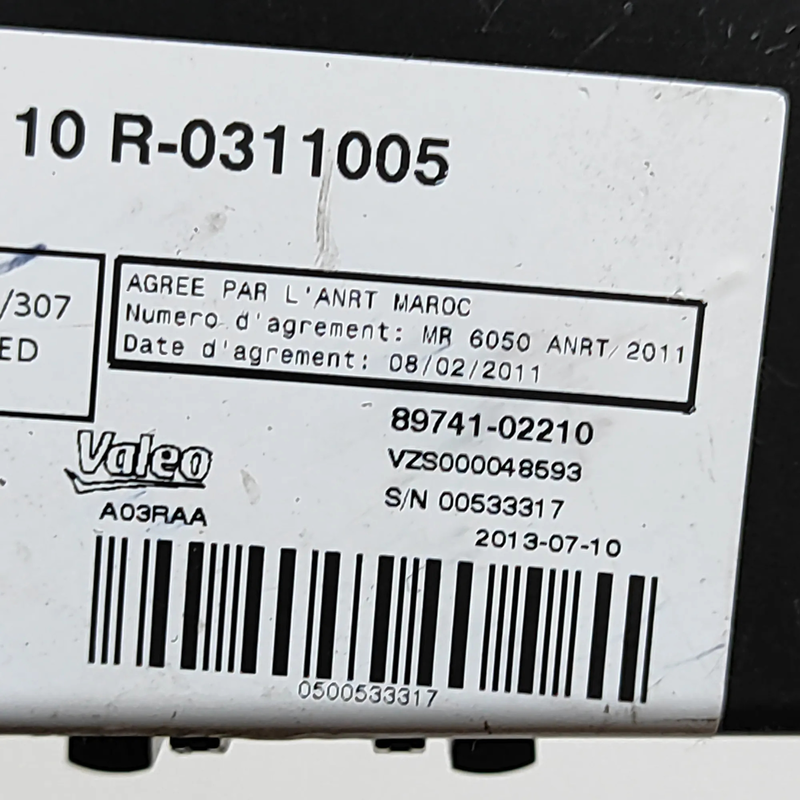 10 R-0311005
/307
ED
AGREE PAR L'ANRT MAROC
Numero d'agrement: MR 6050 ANRT/2011
Date d'agrement: 08/02/2011
89741-02210
Valeo
VZS000048593
A03RAA
S/N 00533317
2013-07-10
0500533317